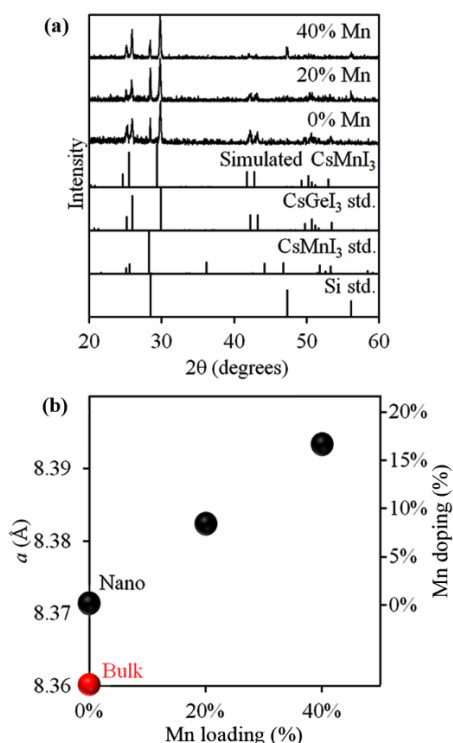 (a)
40% Mn
20% Mn
0% Mn
Simulated CsMnI₃
CsGeI₃ std.
CsMnI₃ std.
Si std.
Intensity
20 30 40 50 60
2θ (degrees)
(b)
20%
8.39
15%
10%
8.38
5%
Nano
8.37
0%
Bulk
8.36
a (Å)
Mn doping (%)
0% 20% 40%
Mn loading (%)